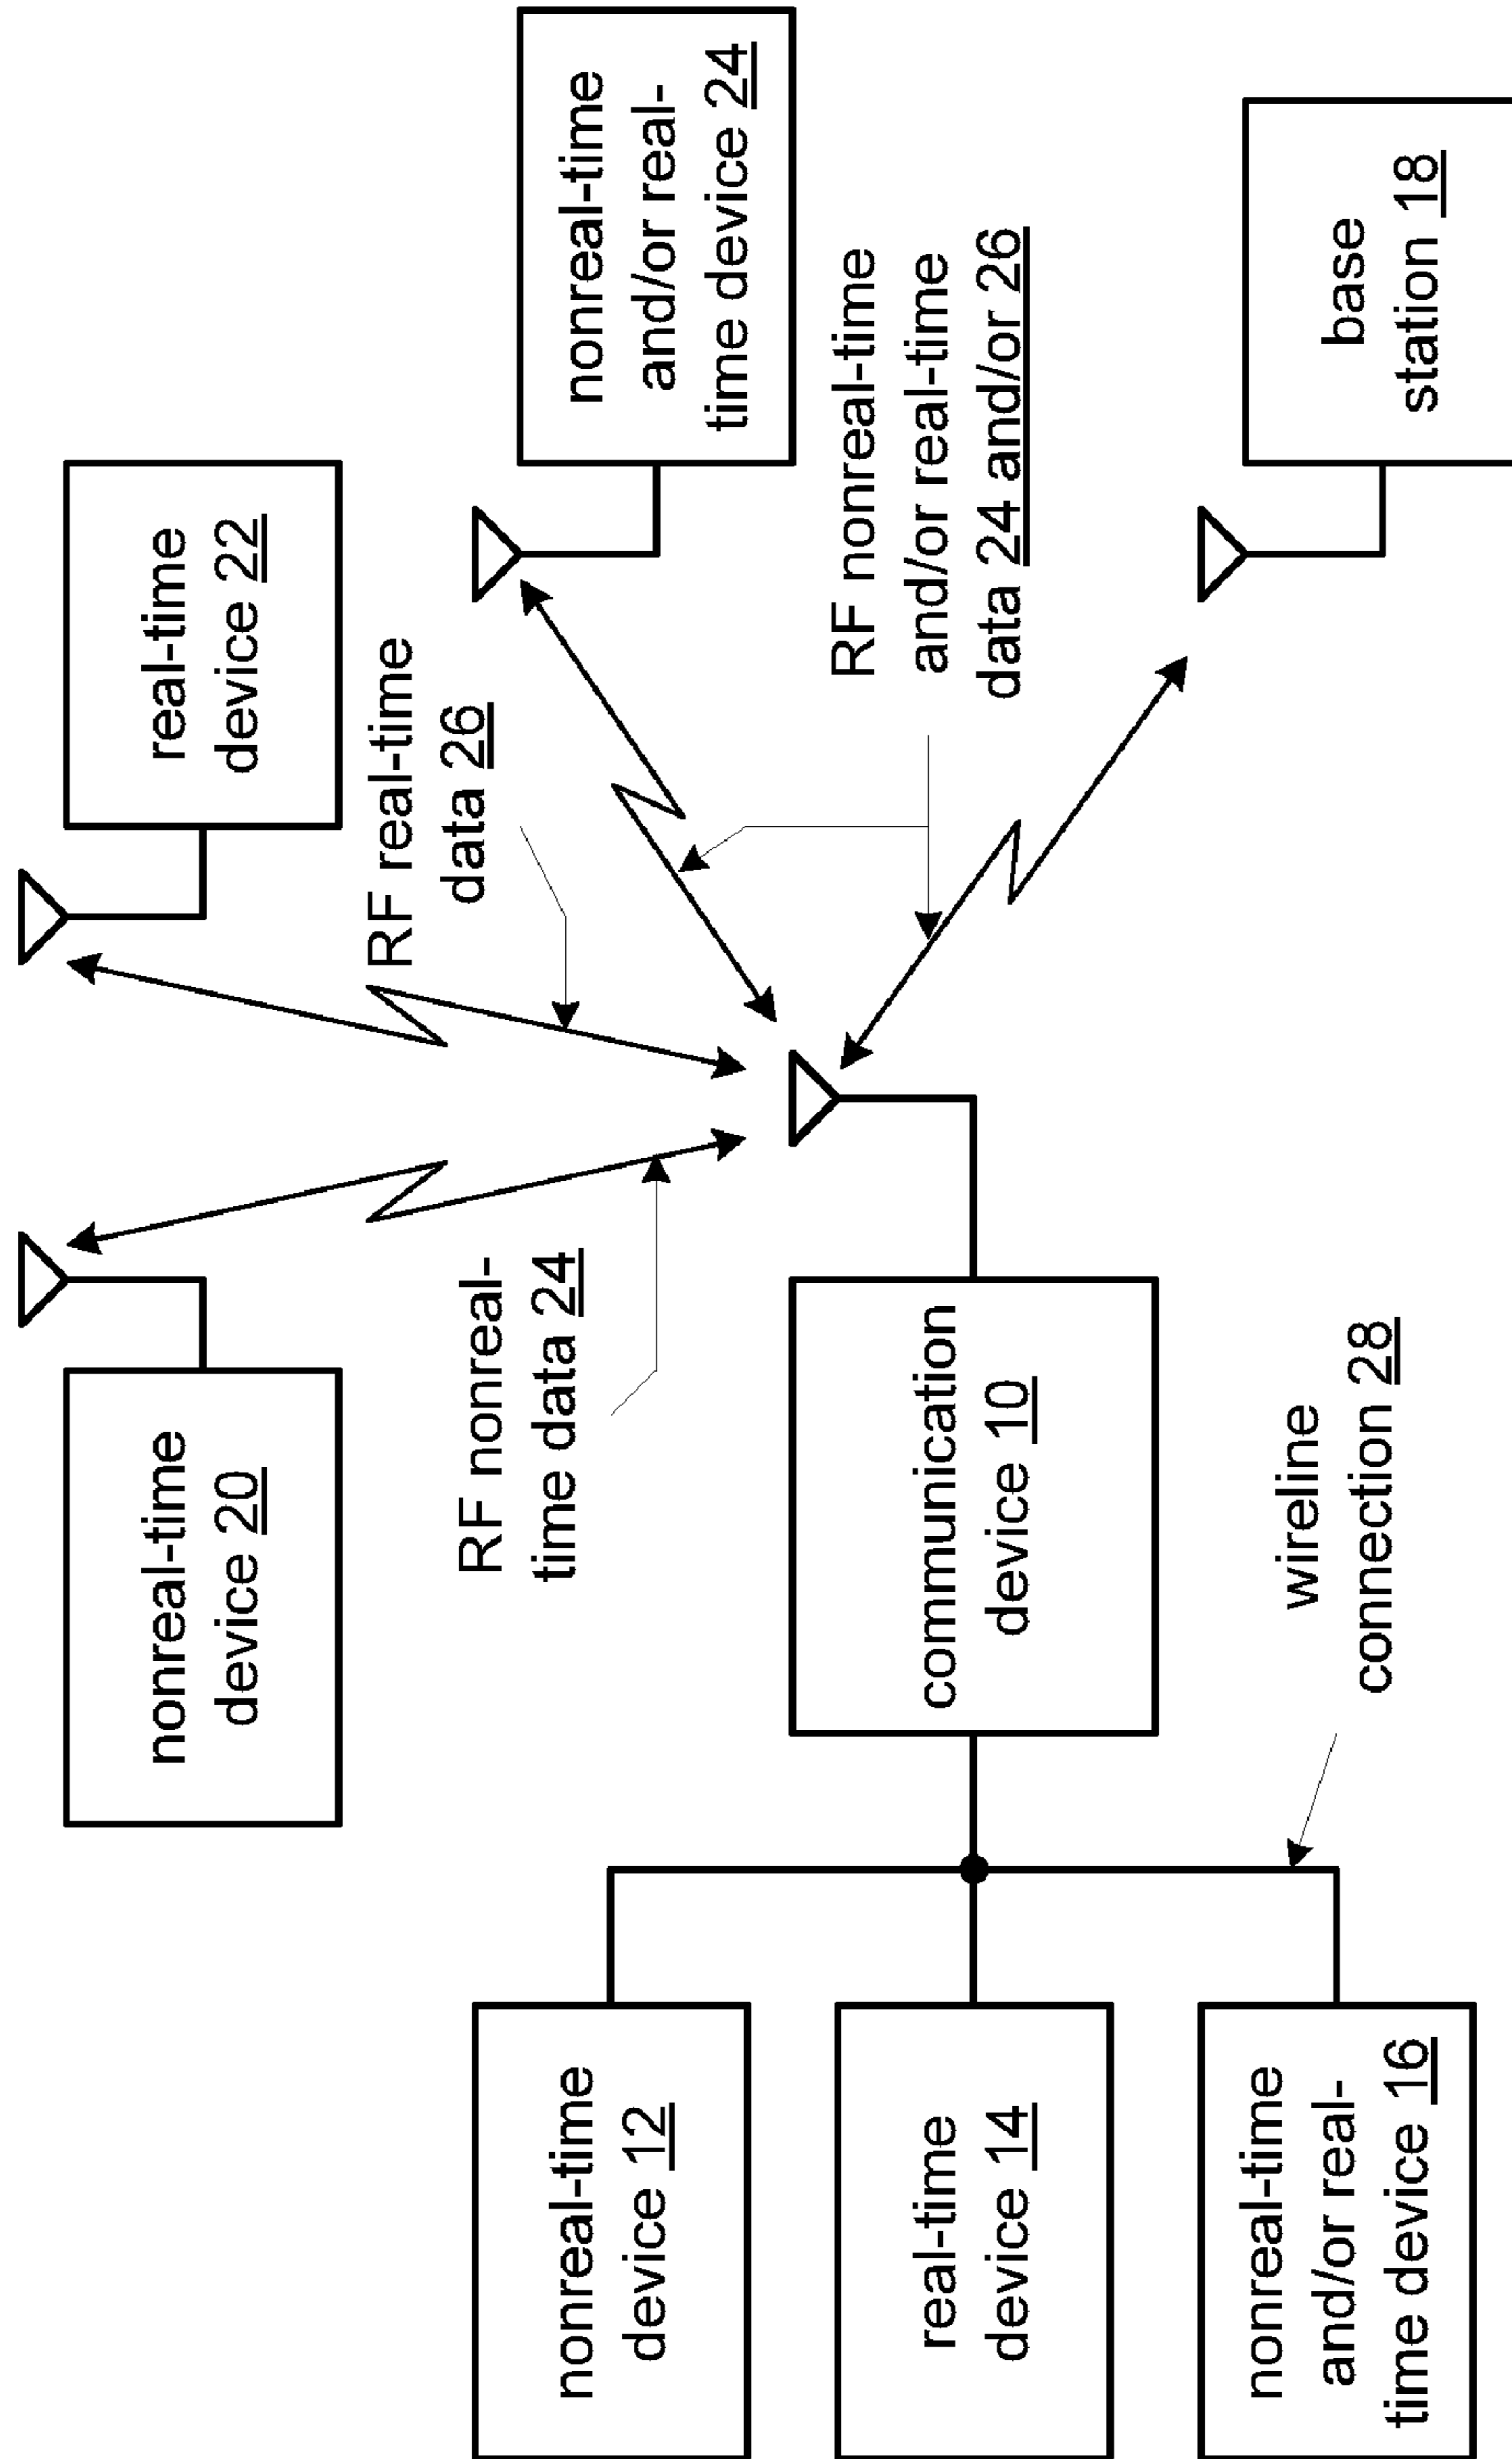 nonreal-time
device 20
real-time
device 22
RF real-time
data 26
RF nonreal-
time data 24
nonreal-time
and/or real-
time device 24
nonreal-time
device 12
communication
device 10
RF nonreal-time
and/or real-time
data 24 and/or 26
real-time
device 14
wireline
connection 28
nonreal-time
and/or real-
time device 16
base
station 18